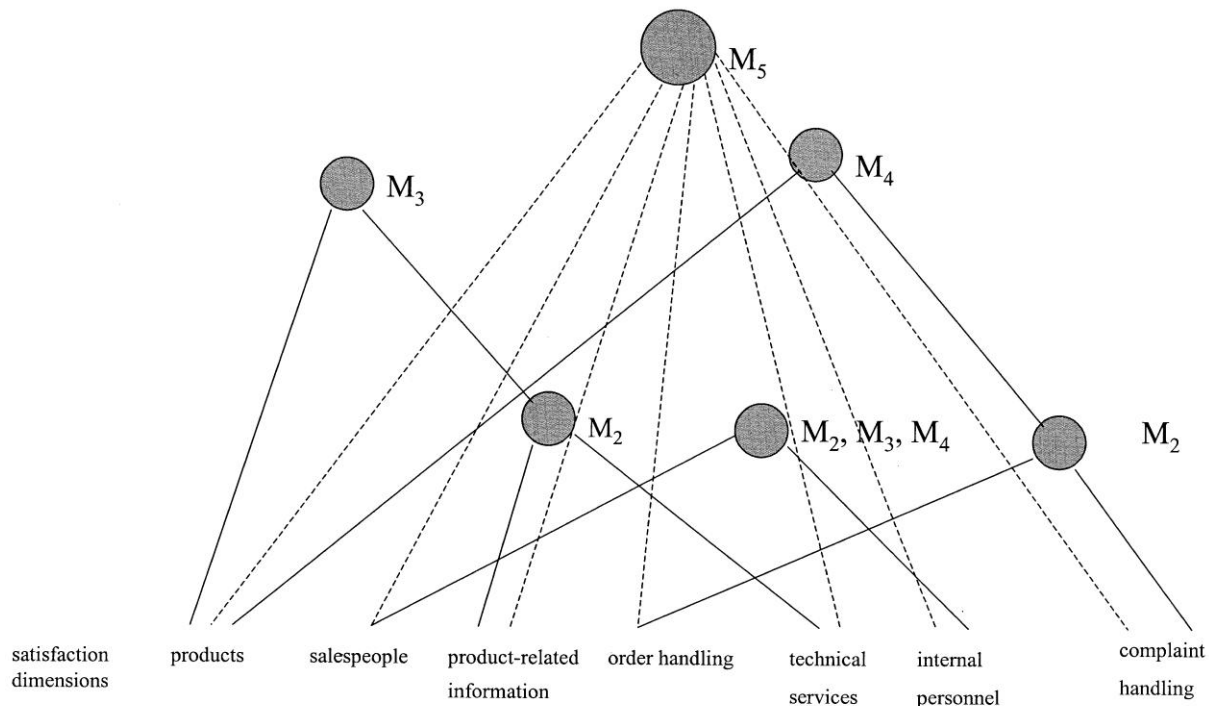 M5
M4
M3
M2
M2, M3, M4
M2
satisfaction
dimensions
products
salespeople
product-related
information
order handling
technical
services
internal
personnel
complaint
handling